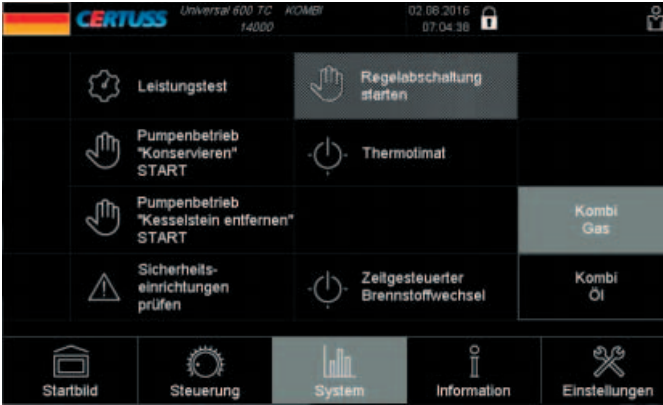 CERTUSS
Universal 600 TC KOMBI
14000
02.08.2016
07:04:38
Leistungstest
Regelabschaltung
starten
Pumpenbetrieb
"Konservieren"
START
Thermotimat
Pumpenbetrieb
"Kesselstein entfernen"
START
Kombi
Gas
Sicherheits-
einrichtungen
prüfen
Zeitgesteuerter
Brennstoffwechsel
Kombi
Öl
Startbild
Steuerung
System
Information
Einstellungen